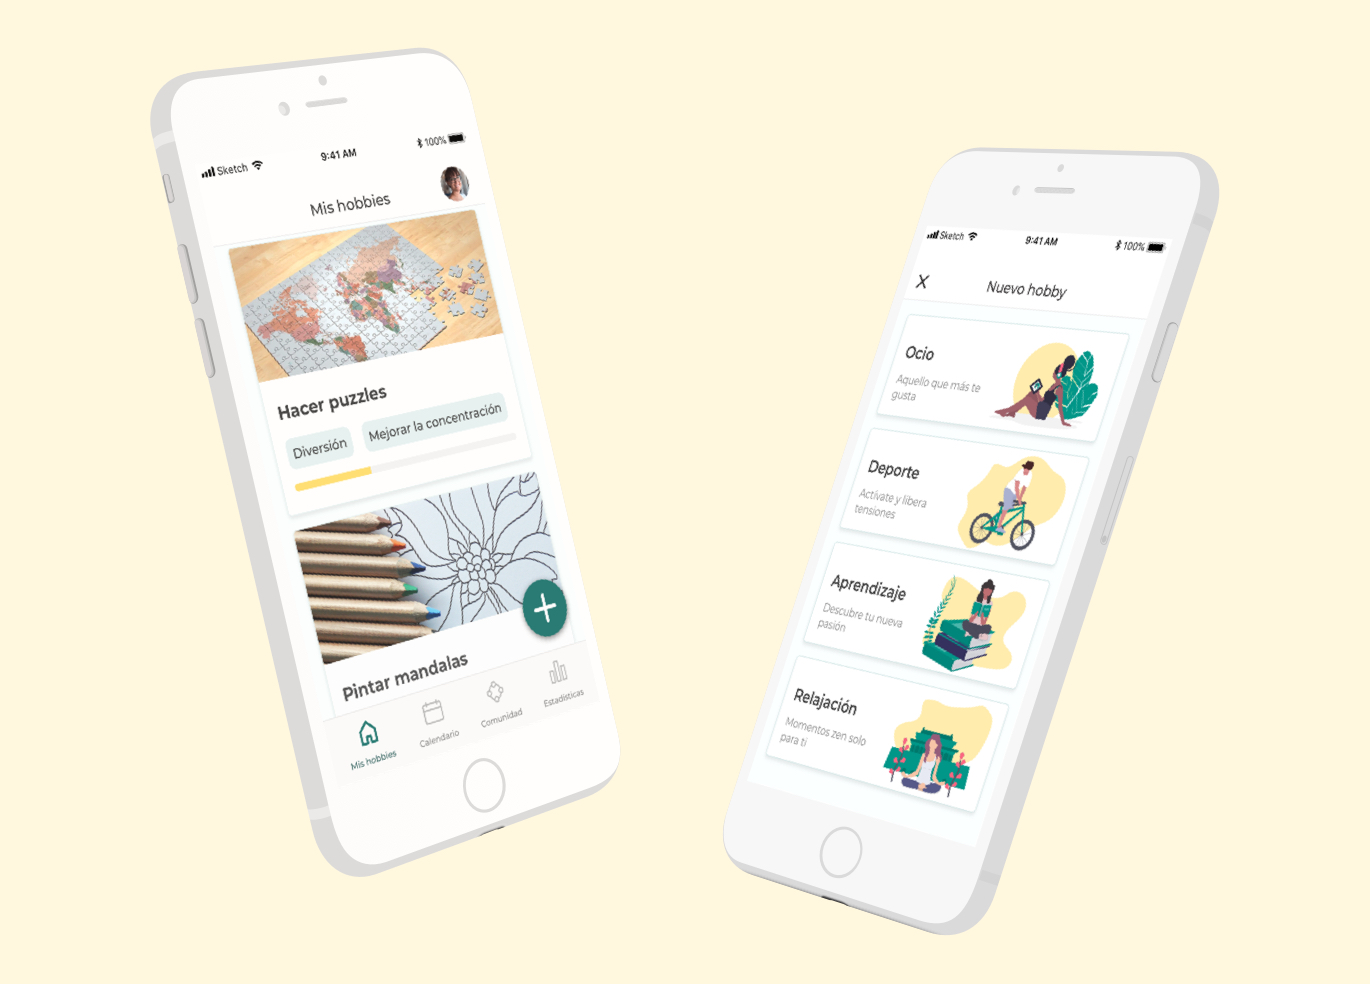 Sketch
9:41 AM
100%
Mis hobbies
Hacer puzzles
Diversión
Mejorar la concentración
Pintar mandalas
Mis hobbies
Calendario
Comunidad
Estadísticas
Sketch
9:41 AM
100%
Nuevo hobby
Ocio
Aquello que más te
gusta
Deporte
Actívate y libera
tensiones
Aprendizaje
Descubre tu nueva
pasión
Relajación
Momentos zen solo
para ti